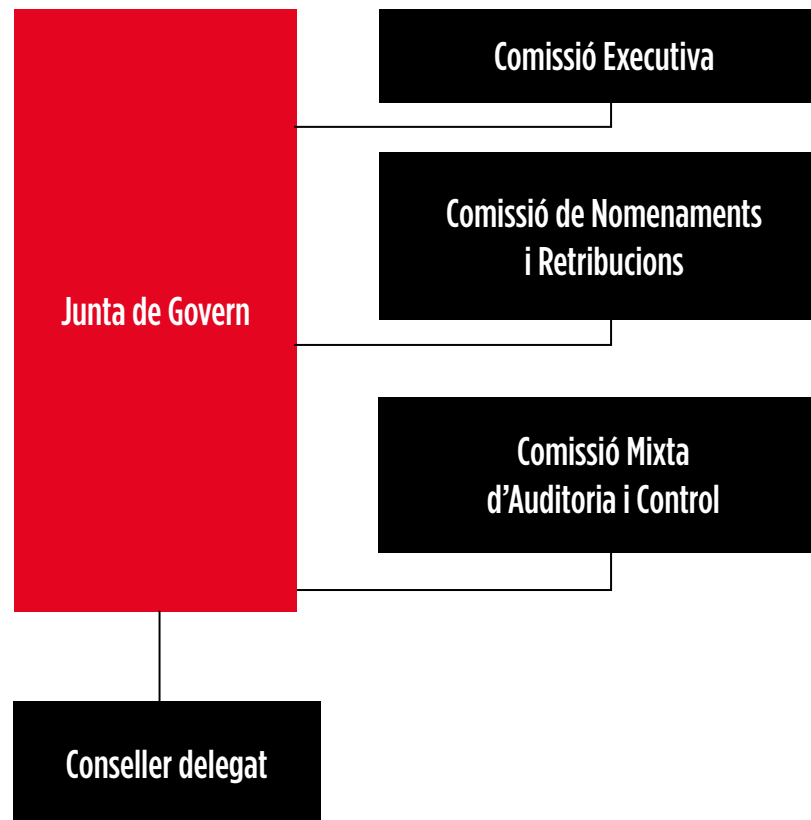 Comissió Executiva
Comissió de Nomenaments
i Retribucions
Junta de Govern
Comissió Mixta
d’Auditoria i Control
Conseller delegat